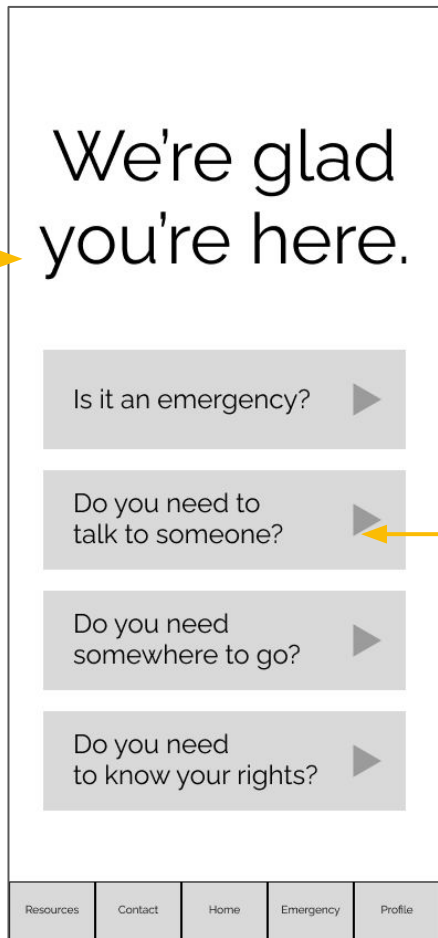 We're glad
you're here.
Is it an emergency?
Do you need to
talk to someone?
Do you need
somewhere to go?
Do you need
to know your rights?
Resources
Contact
Home
Emergency
Profile